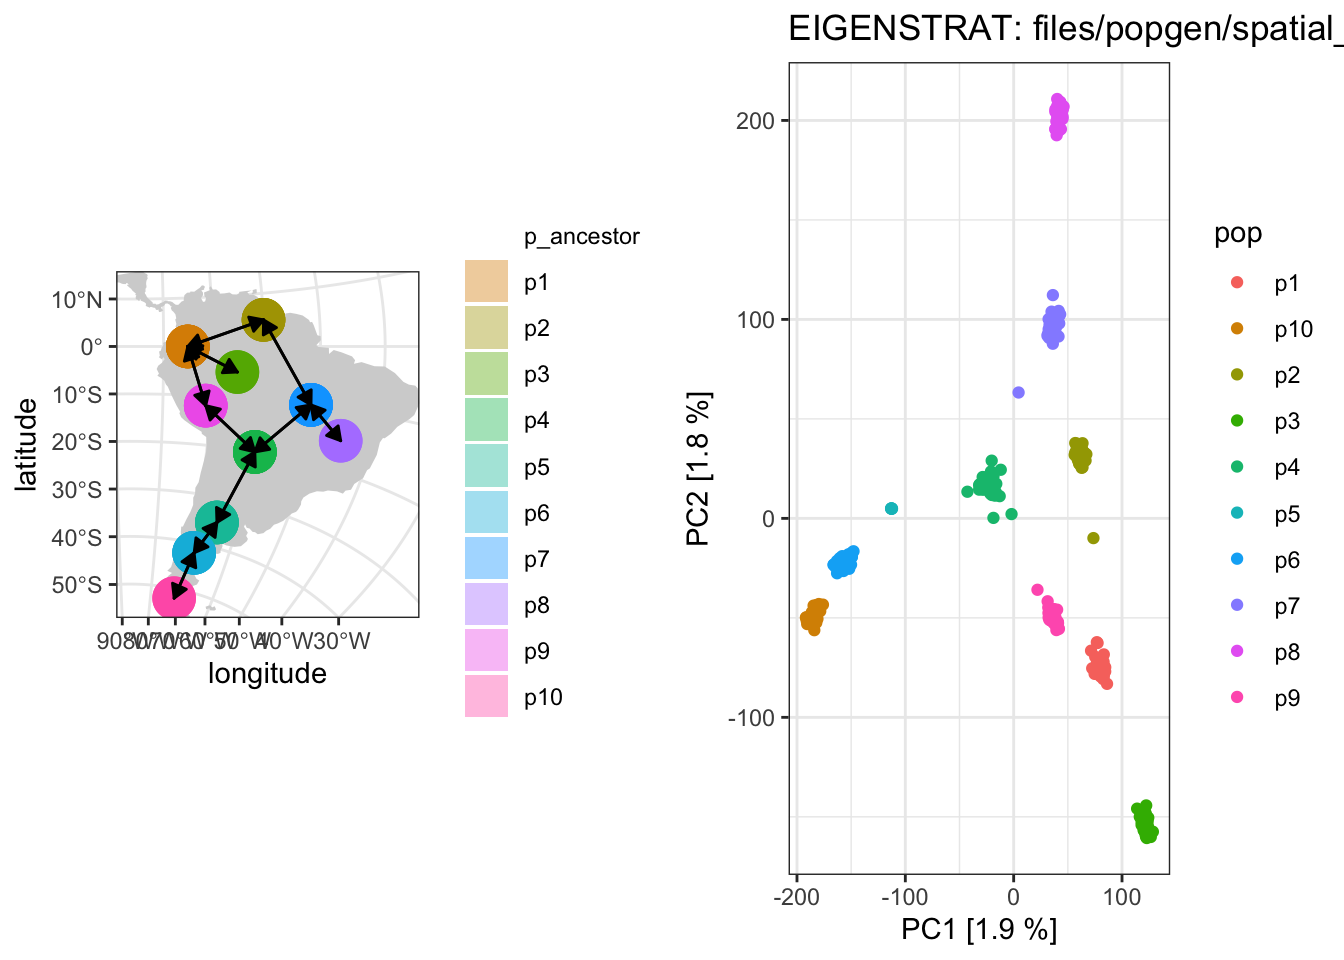 EIGENSTRAT: files/popgen/spatial_
p_ancestor
p1
p2
p3
p4
p5
p6
p7
p8
p9
p10
latitude
10°N
0°
10°S
20°S
30°S
40°S
50°S
40°W
30°W
longitude
PC2 [1.8 %]
200
100
0
-100
-200
-100
0
100
PC1 [1.9 %]
pop
p1
p10
p2
p3
p4
p5
p6
p7
p8
p9